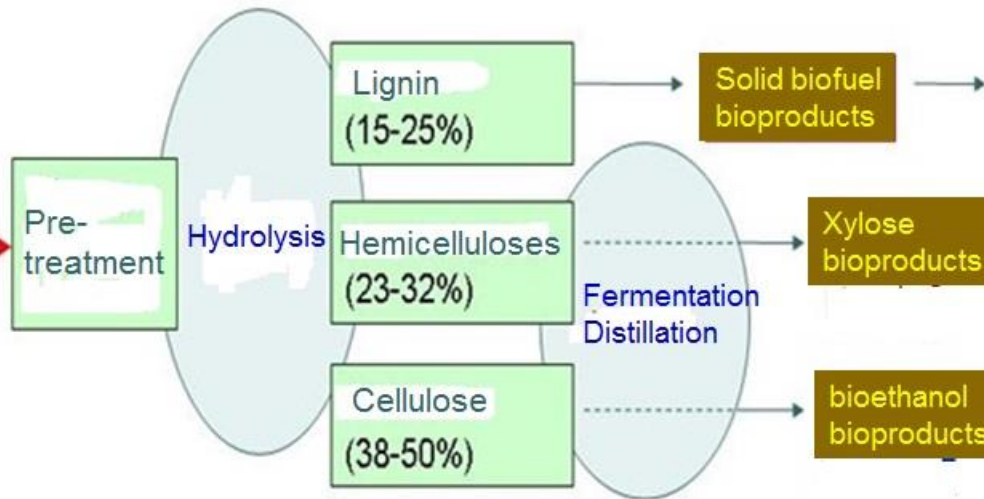 Pre-
treatment
Hydrolysis
Lignin
(15-25%)
Hemicelluloses
(23-32%)
Cellulose
(38-50%)
Fermentation
Distillation
Solid biofuel
bioproducts
Xylose
bioproducts
bioethanol
bioproducts